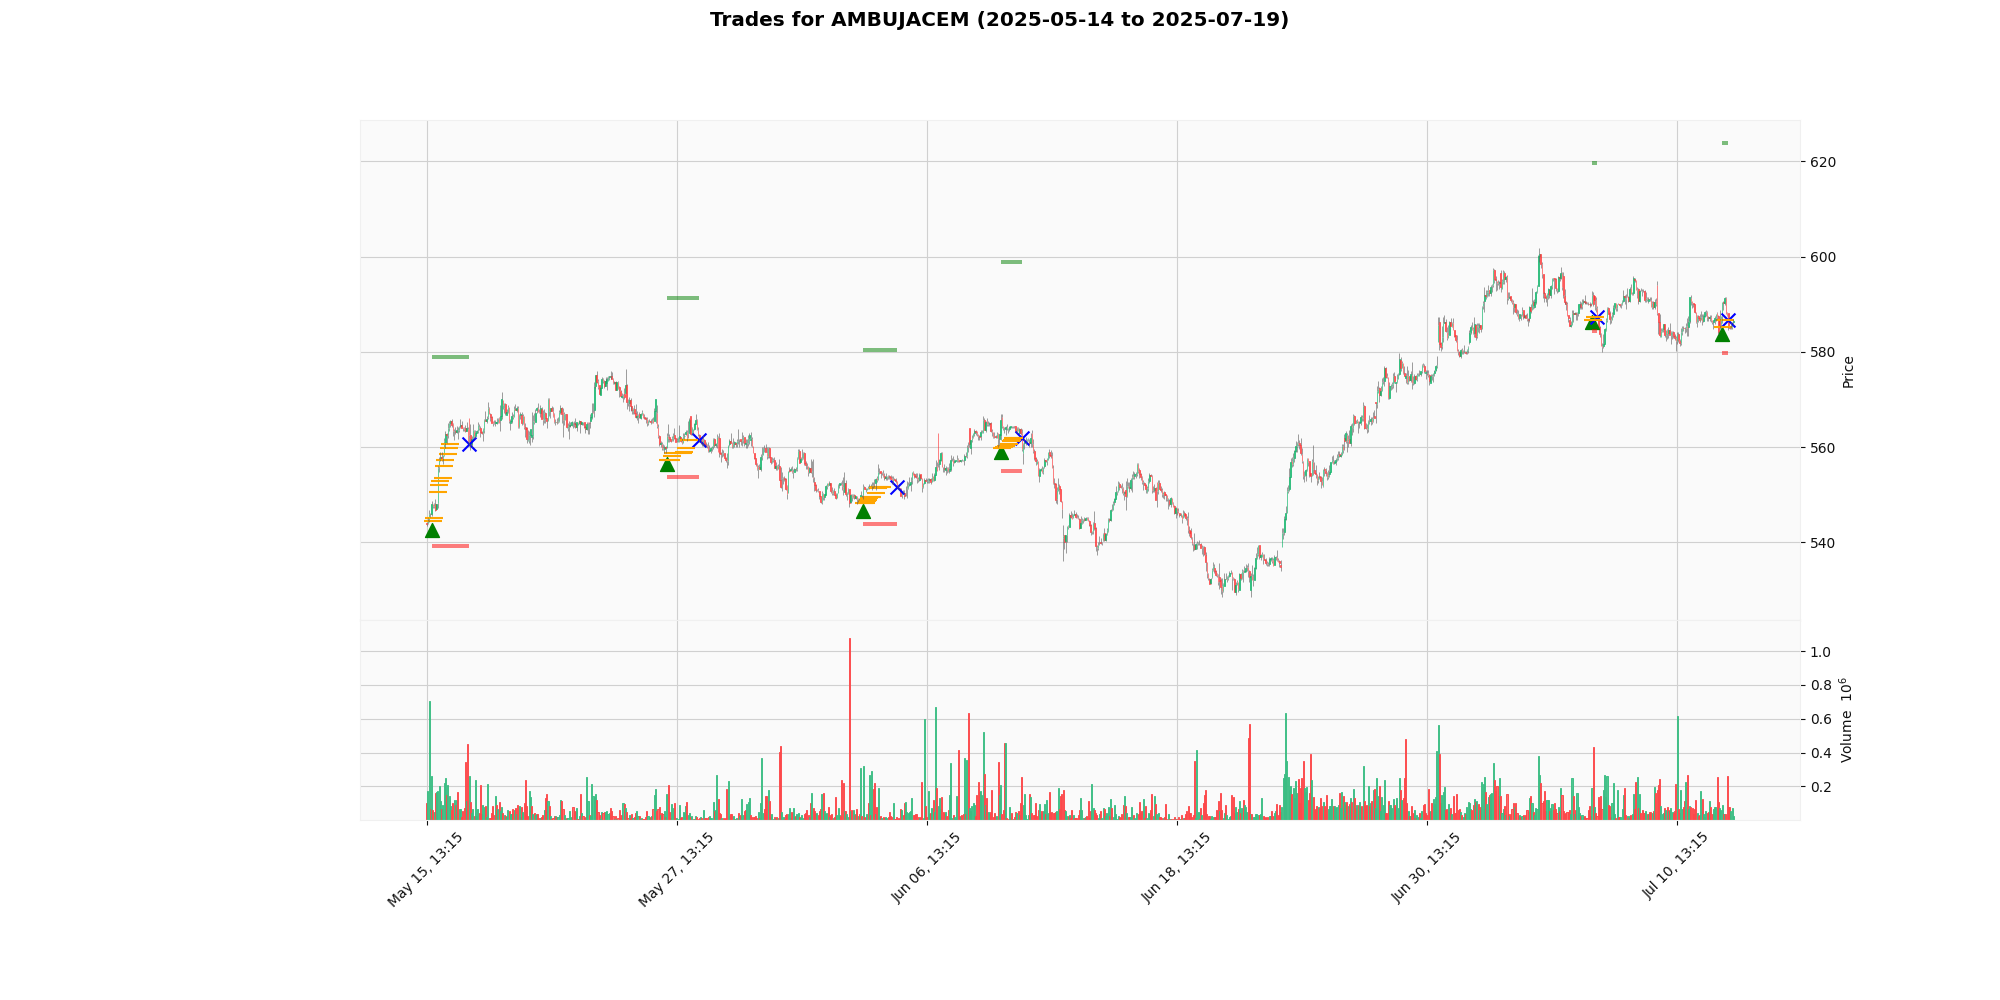 Trades for AMBUJACEM (2025-05-14 to 2025-07-19)
620
600
580
560
540
Price
1.0
0.8
0.6
0.4
0.2
Volume 10⁶
May 15, 13:15
May 27, 13:15
Jun 06, 13:15
Jun 18, 13:15
Jun 30, 13:15
Jul 10, 13:15